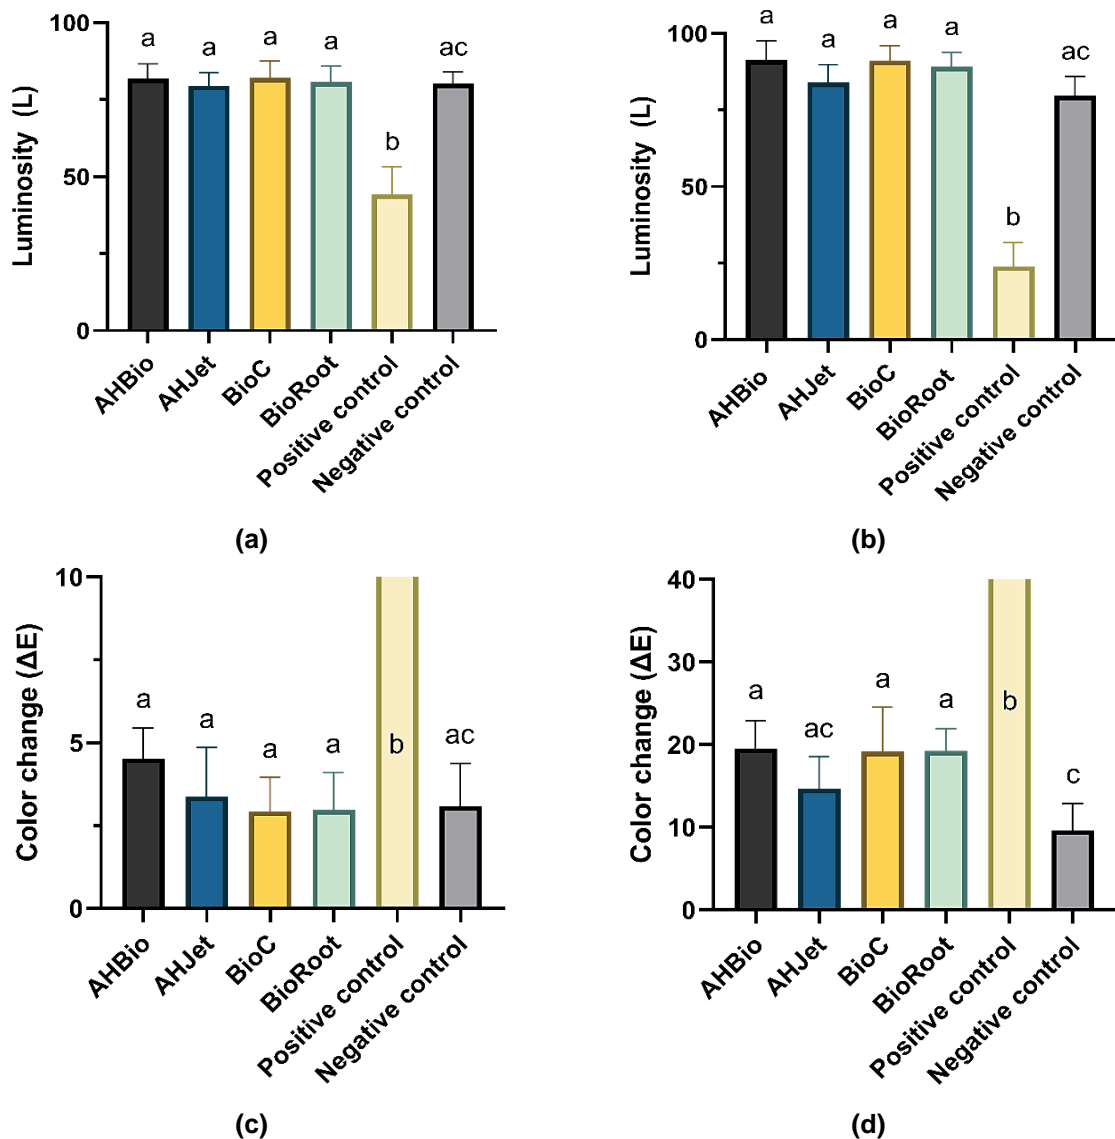 100
50
0
Luminosity (L)
a
a
a
a
b
ac
AHBio
AHJet
BioC
BioRoot
Positive control
Negative control
(a)
100
50
0
Luminosity (L)
a
a
a
a
b
ac
AHBio
AHJet
BioC
BioRoot
Positive control
Negative control
(b)
10
5
0
Color change (ΔE)
a
a
a
a
b
ac
AHBio
AHJet
BioC
BioRoot
Positive control
Negative control
(c)
40
30
20
10
0
Color change (ΔE)
a
ac
a
a
b
c
AHBio
AHJet
BioC
BioRoot
Positive control
Negative control
(d)